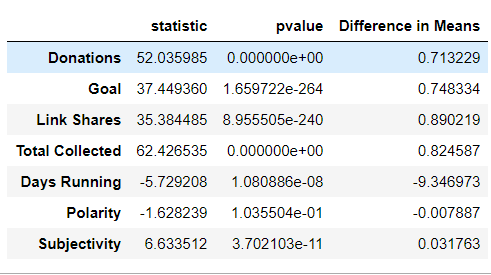 statistic pvalue Difference in Means
Donations 52.035985 0.000000e+00 0.713229
Goal 37.449360 1.659722e-264 0.748334
Link Shares 35.384485 8.955505e-240 0.890219
Total Collected 62.426535 0.000000e+00 0.824587
Days Running -5.729208 1.080886e-08 -9.346973
Polarity -1.628239 1.035504e-01 -0.007887
Subjectivity 6.633512 3.702103e-11 0.031763